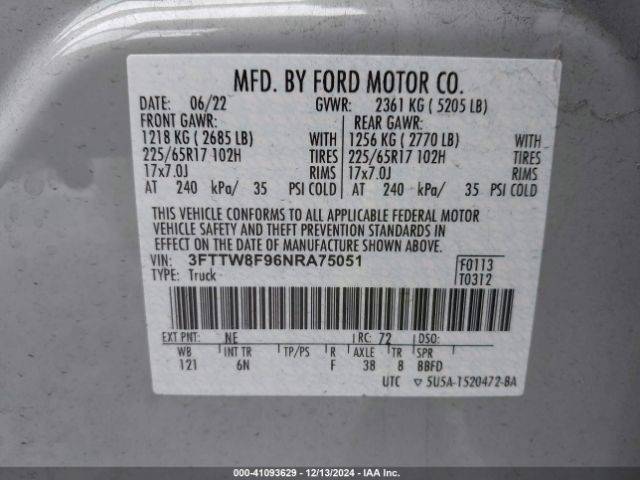 MFD. BY FORD MOTOR CO.
DATE: 06/22 GVWR: 2361 KG ( 5205 LB)
FRONT GAWR: REAR GAWR:
1218 KG ( 2685 LB) WITH 1256 KG ( 2770 LB) WITH
225/65R17 102H TIRES 225/65R17 102H TIRES
17x7.0J RIMS 17x7.0J RIMS
AT 240 kPa/ 35 PSI COLD AT 240 kPa/ 35 PSI COLD
THIS VEHICLE CONFORMS TO ALL APPLICABLE FEDERAL MOTOR
VEHICLE SAFETY AND THEFT PREVENTION STANDARDS IN
EFFECT ON THE DATE OF MANUFACTURE SHOWN ABOVE.
VIN: 3FTTW8F96NRA75051 F0113
TYPE: Truck T0312
EXT PNT: NE RC: 72 DSO:
WB INT TR TP/PS R AXLE TR SPR
121 6N F 38 8 BBFD
UTC ▽ 5U5A-1520472-BA
000-41093629 - 12/13/2024 - IAA Inc.